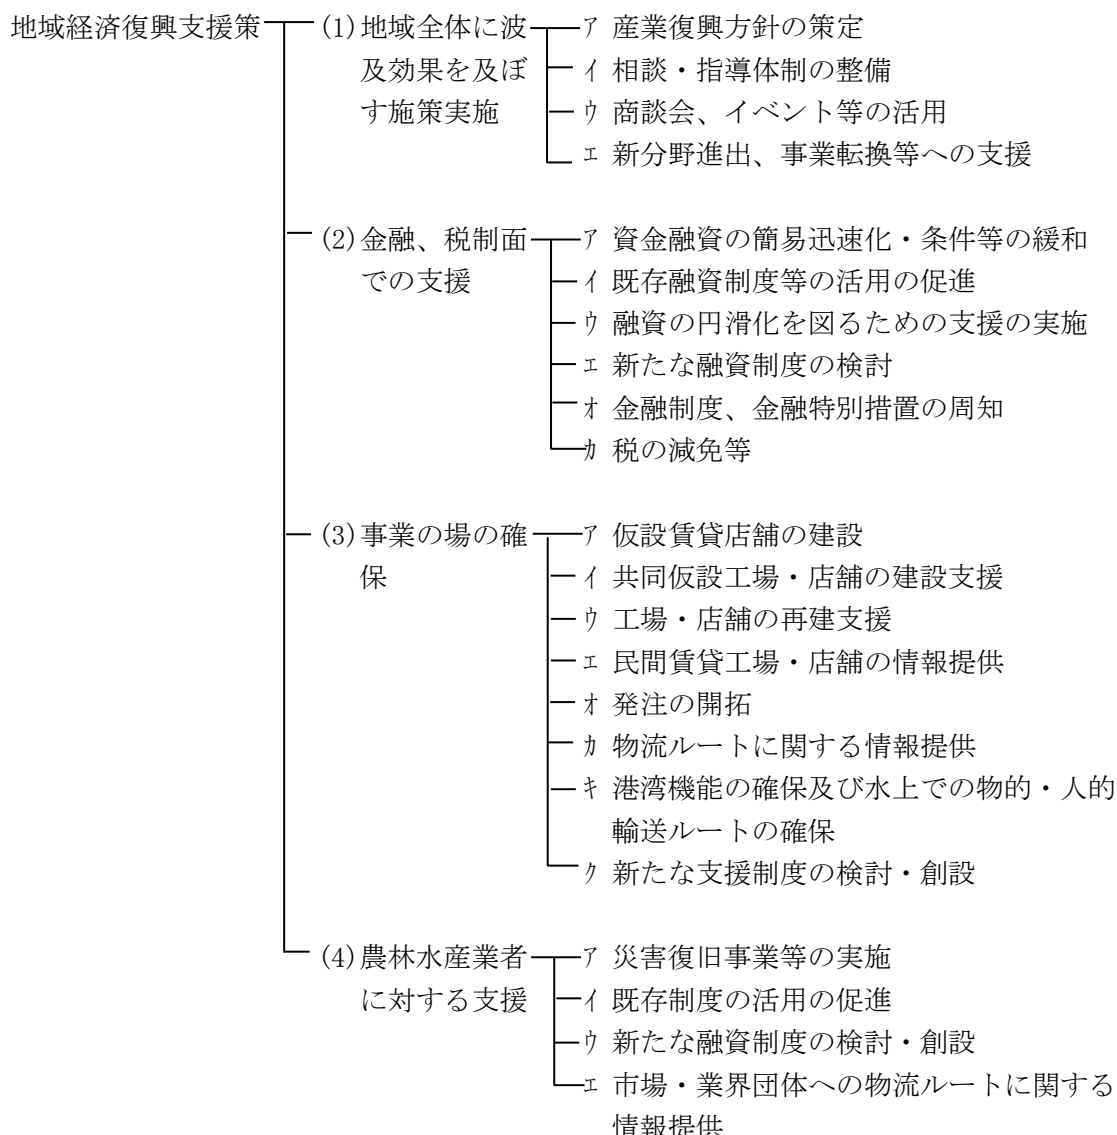 地域経済復興支援策
(1)地域全体に波
及効果を及ぼ
す施策実施
ｱ 産業復興方針の策定
ｲ 相談・指導体制の整備
ｳ 商談会、イベント等の活用
ｴ 新分野進出、事業転換等への支援
(2)金融、税制面
での支援
ｱ 資金融資の簡易迅速化・条件等の緩和
ｲ 既存融資制度等の活用の促進
ｳ 融資の円滑化を図るための支援の実施
ｴ 新たな融資制度の検討
ｵ 金融制度、金融特別措置の周知
ｶ 税の減免等
(3)事業の場の確
保
ｱ 仮設賃貸店舗の建設
ｲ 共同仮設工場・店舗の建設支援
ｳ 工場・店舗の再建支援
ｴ 民間賃貸工場・店舗の情報提供
ｵ 発注の開拓
ｶ 物流ルートに関する情報提供
ｷ 港湾機能の確保及び水上での物的・人的
輸送ルートの確保
ｸ 新たな支援制度の検討・創設
(4)農林水産業者
に対する支援
ｱ 災害復旧事業等の実施
ｲ 既存制度の活用の促進
ｳ 新たな融資制度の検討・創設
ｴ 市場・業界団体への物流ルートに関する
情報提供